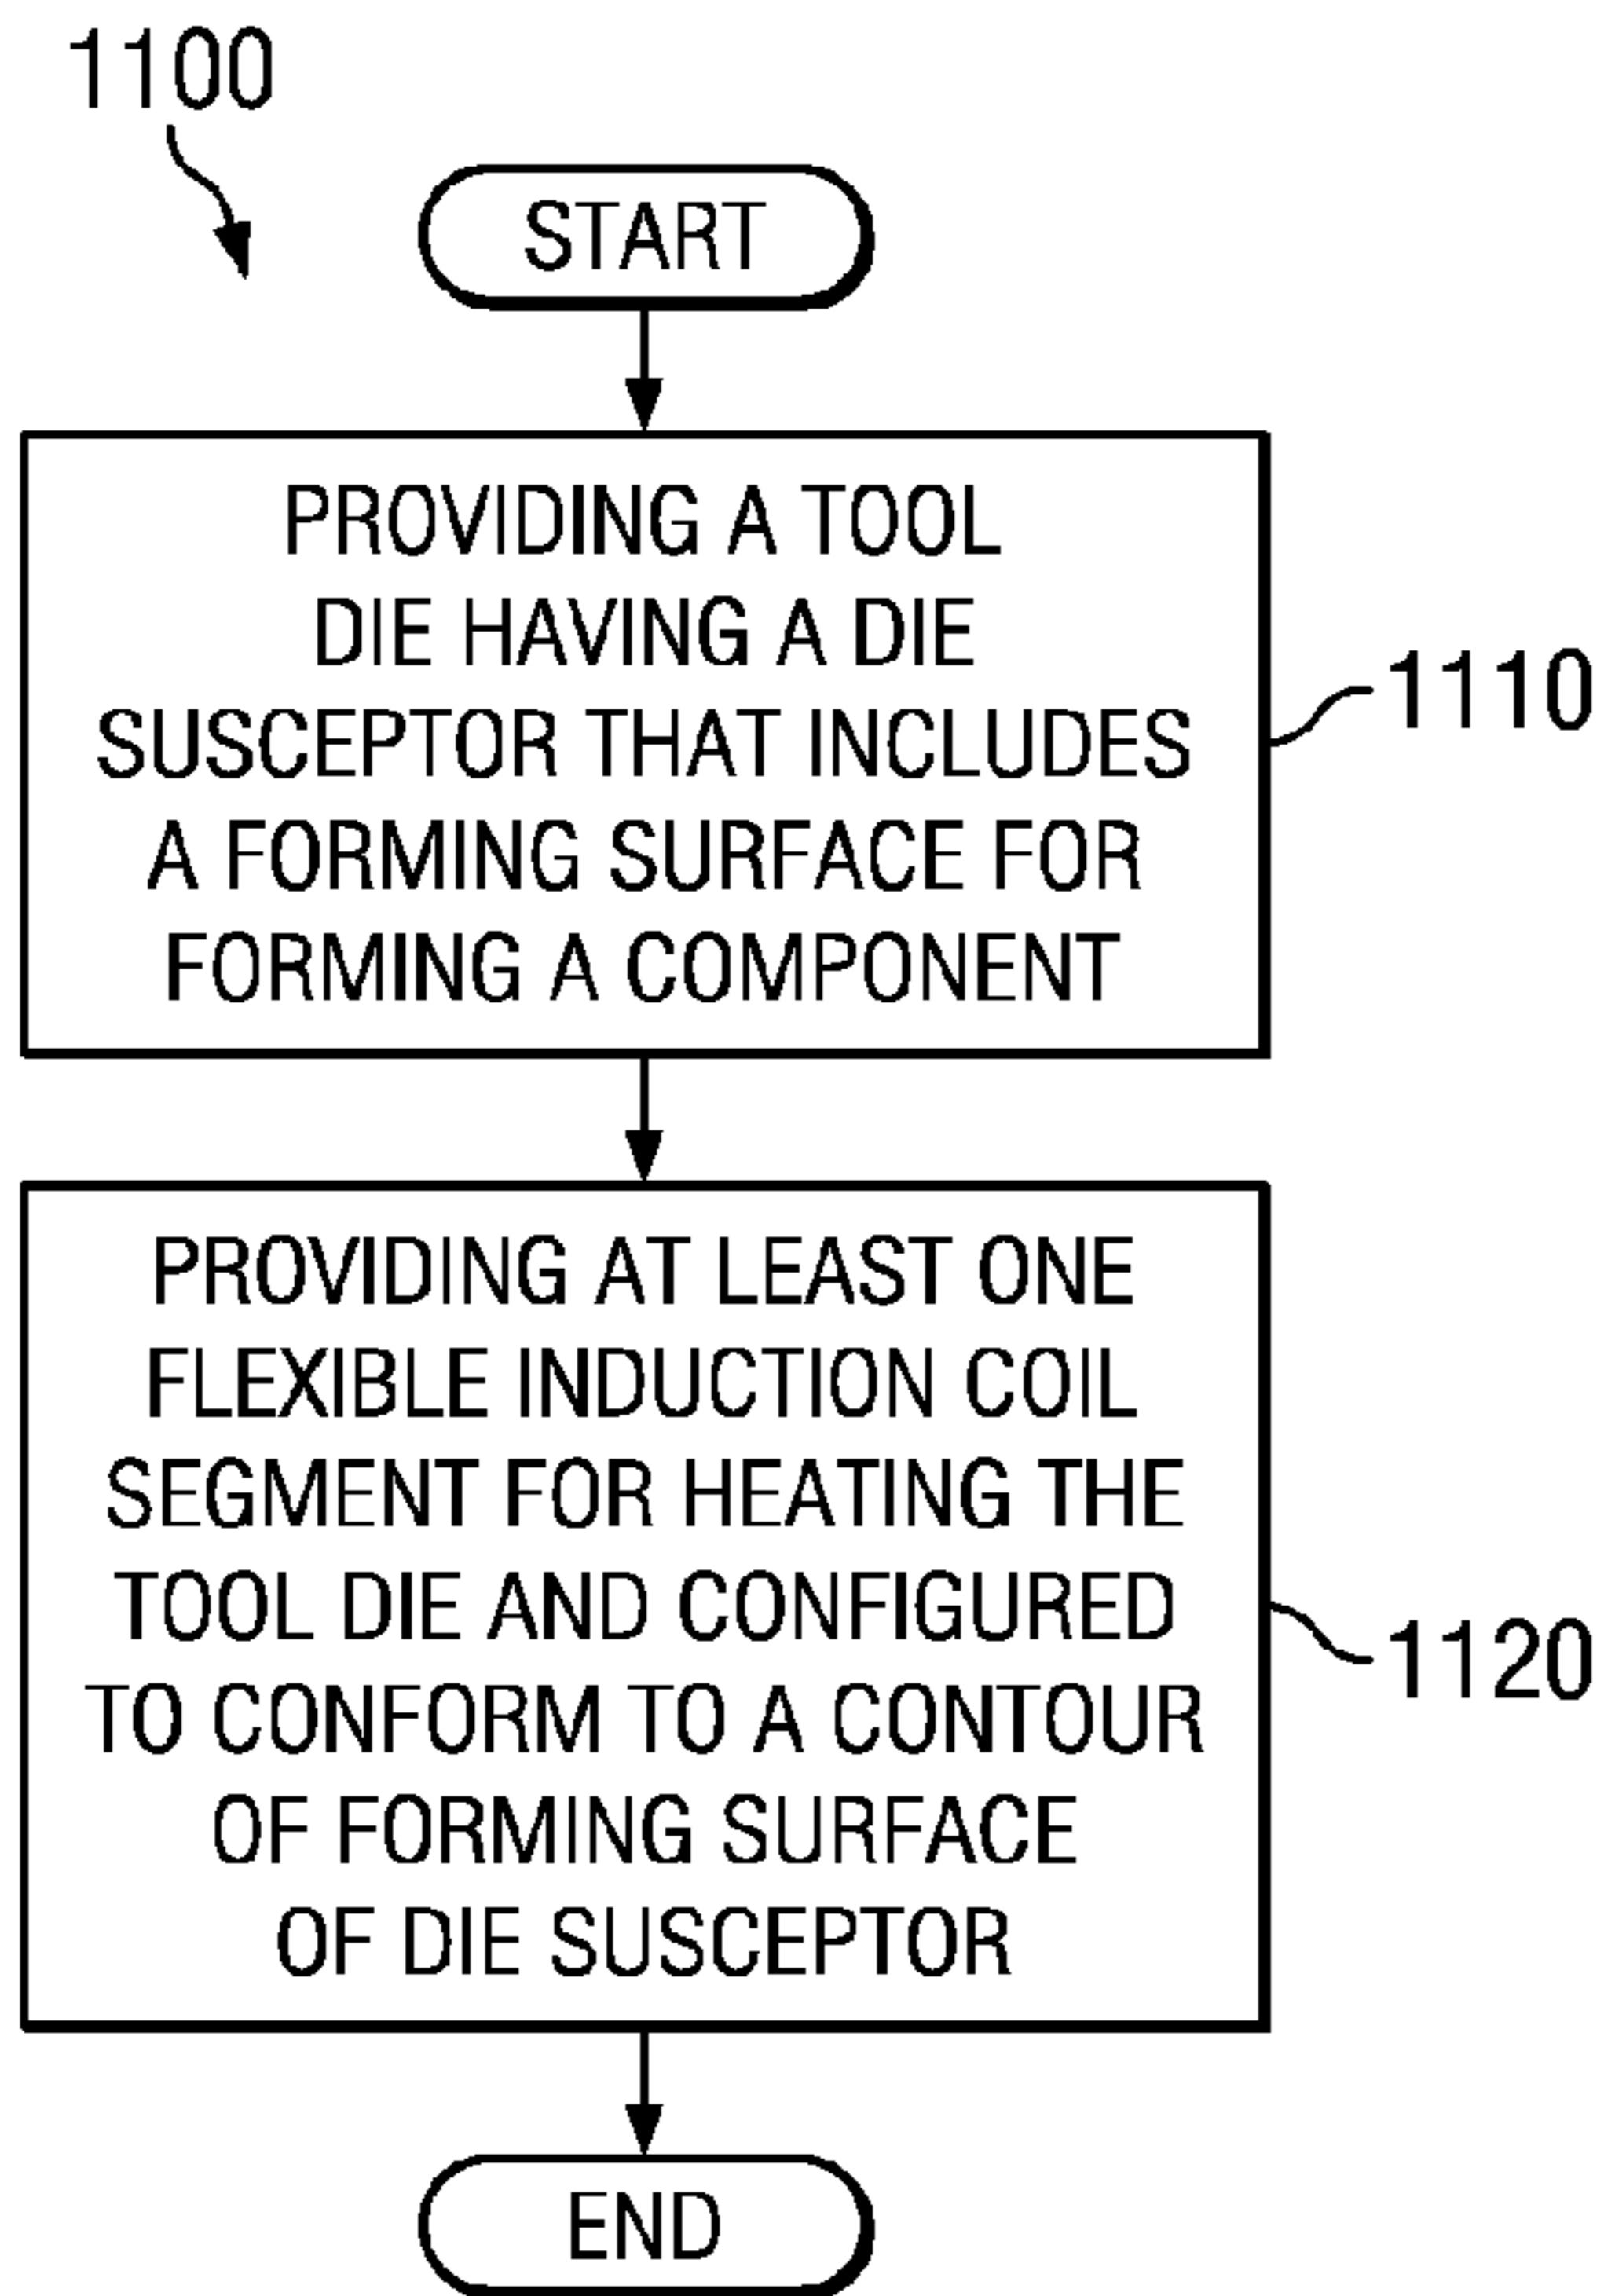 1100
START
PROVIDING A TOOL
DIE HAVING A DIE
SUSCEPTOR THAT INCLUDES
A FORMING SURFACE FOR
FORMING A COMPONENT
1110
PROVIDING AT LEAST ONE
FLEXIBLE INDUCTION COIL
SEGMENT FOR HEATING THE
TOOL DIE AND CONFIGURED
TO CONFORM TO A CONTOUR
OF FORMING SURFACE
OF DIE SUSCEPTOR
1120
END